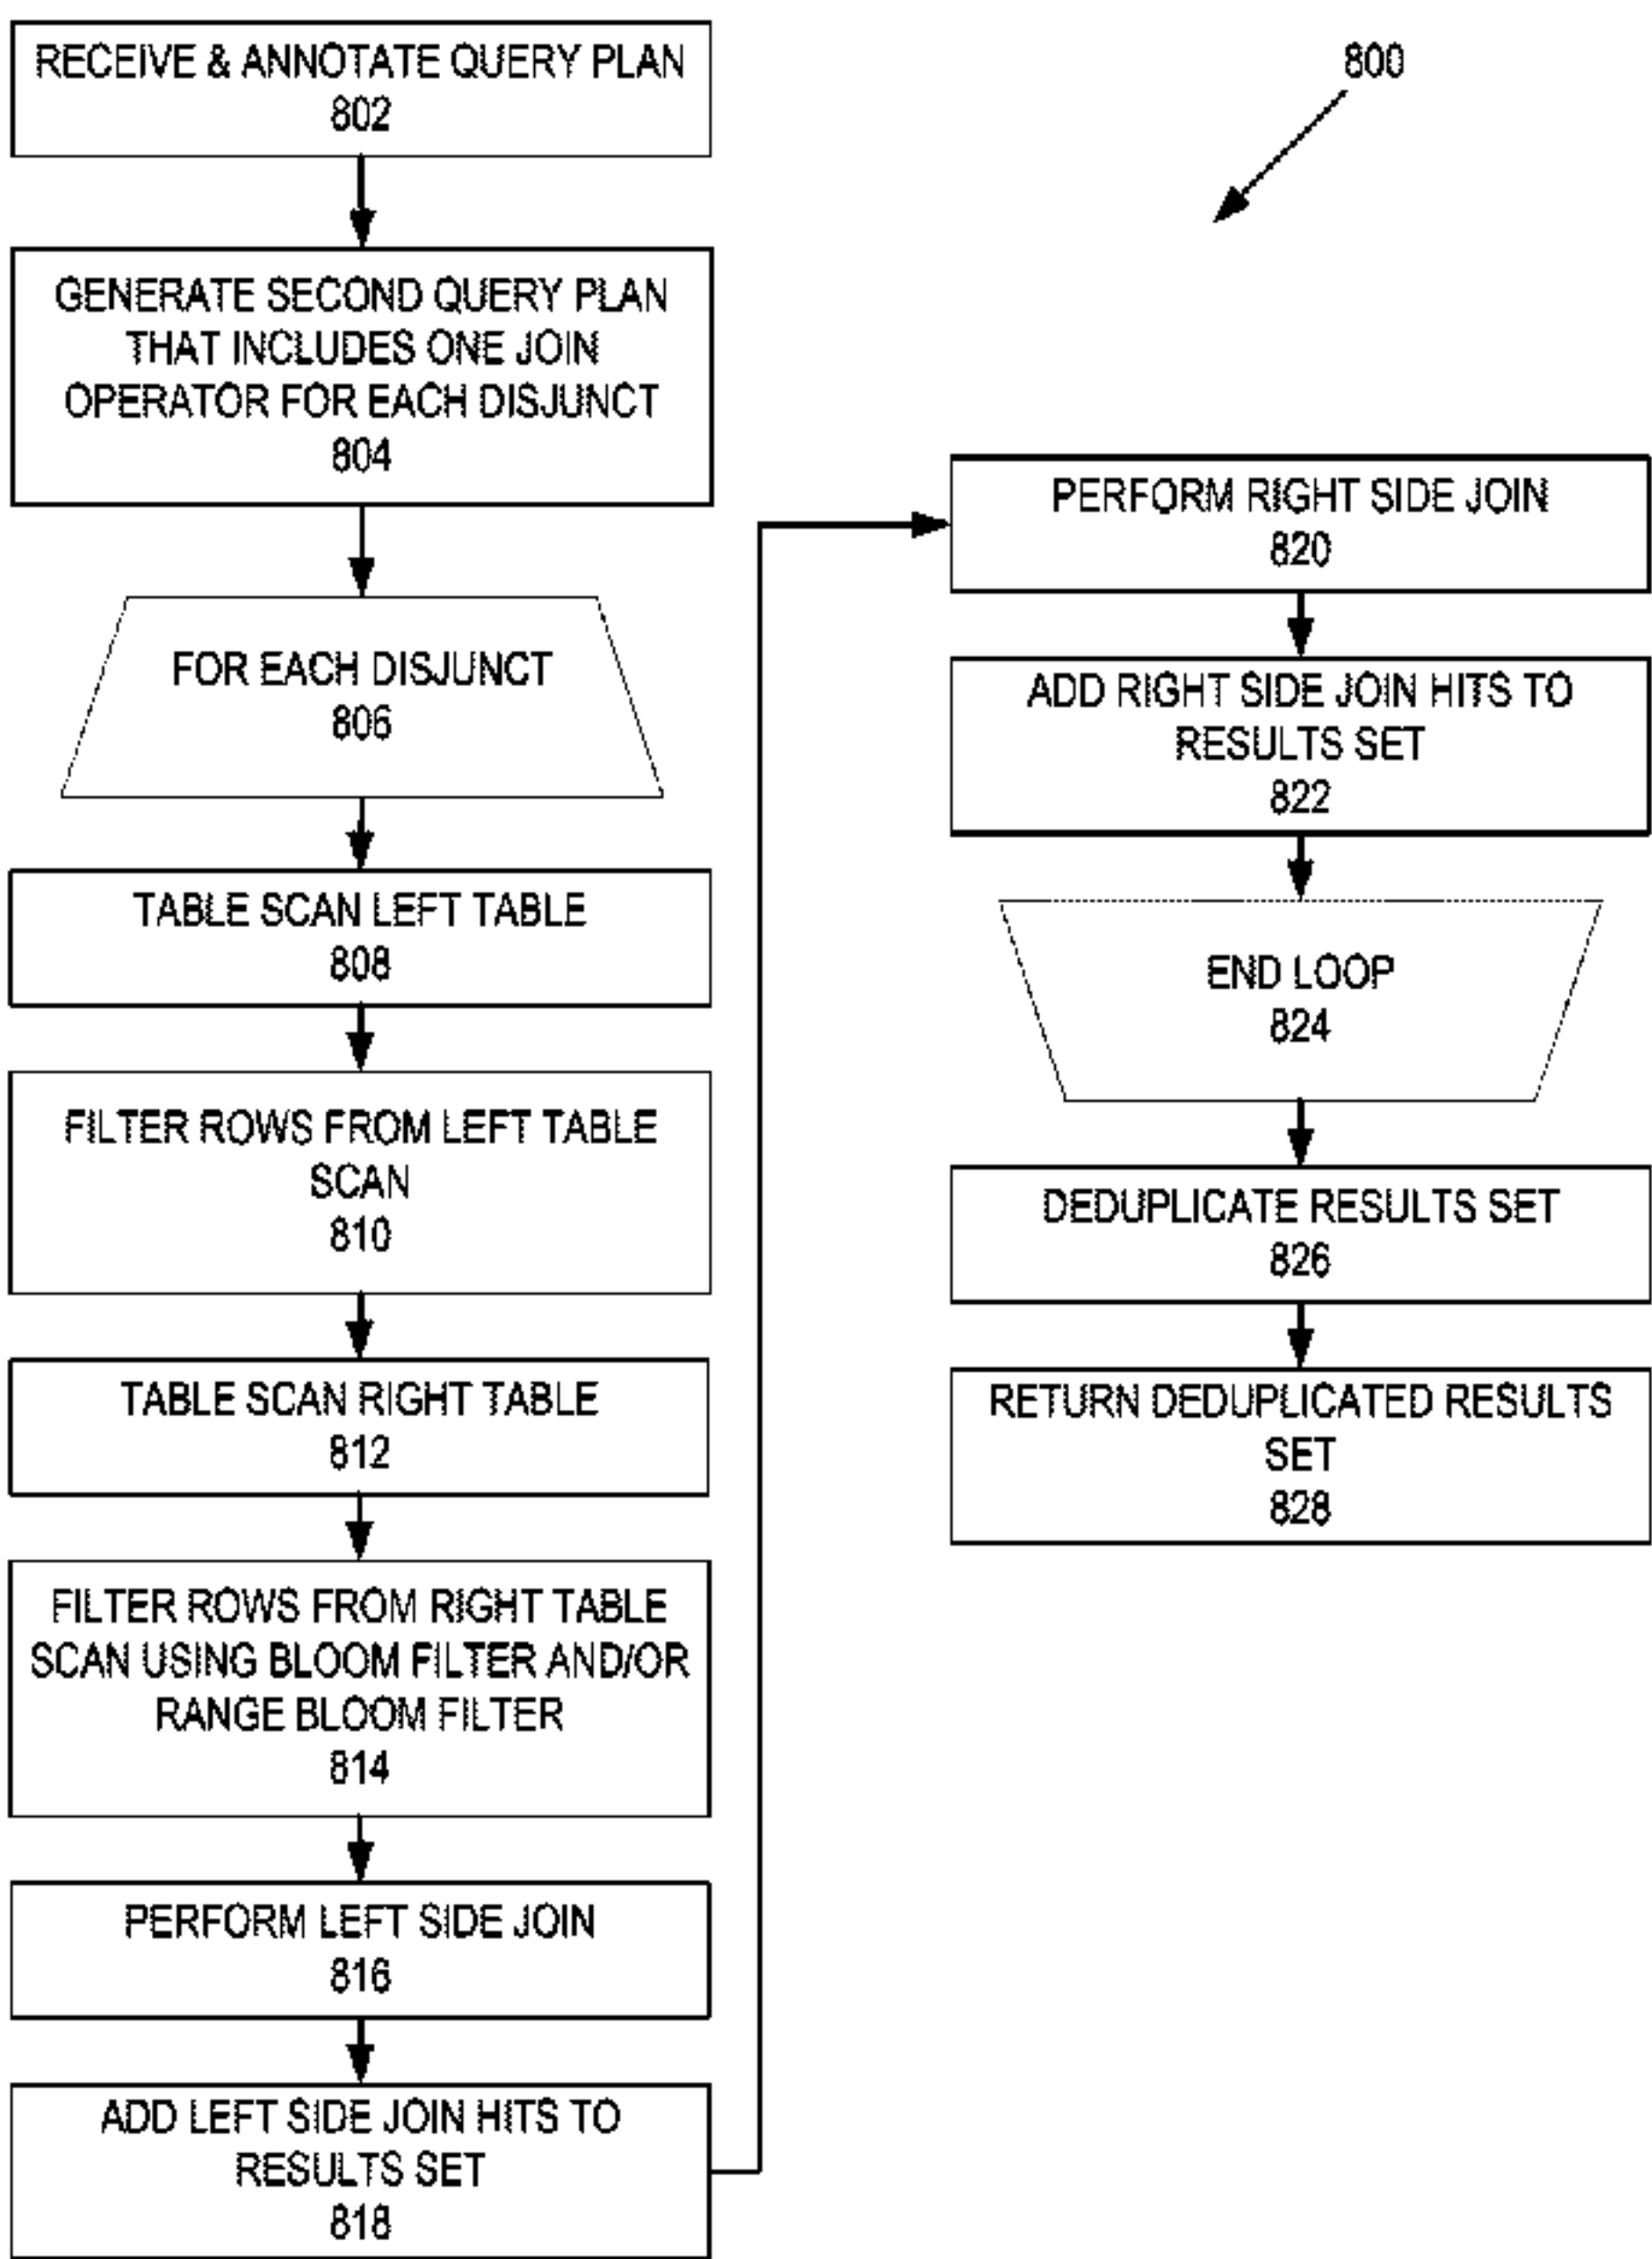 RECEIVE & ANNOTATE QUERY PLAN
802
GENERATE SECOND QUERY PLAN
THAT INCLUDES ONE JOIN
OPERATOR FOR EACH DISJUNCT
804
FOR EACH DISJUNCT
806
TABLE SCAN LEFT TABLE
808
FILTER ROWS FROM LEFT TABLE
SCAN
810
TABLE SCAN RIGHT TABLE
812
FILTER ROWS FROM RIGHT TABLE
SCAN USING BLOOM FILTER AND/OR
RANGE BLOOM FILTER
814
PERFORM LEFT SIDE JOIN
816
ADD LEFT SIDE JOIN HITS TO
RESULTS SET
818
800
PERFORM RIGHT SIDE JOIN
820
ADD RIGHT SIDE JOIN HITS TO
RESULTS SET
822
END LOOP
824
DEDUPLICATE RESULTS SET
826
RETURN DEDUPLICATED RESULTS
SET
828